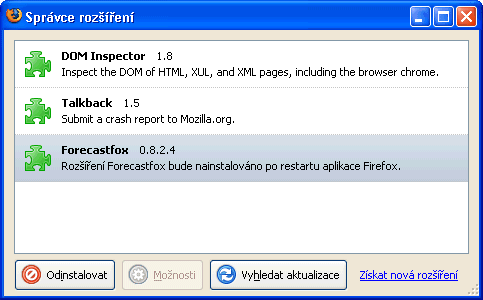 Správce rozšíření
DOM Inspector 1.8
Inspect the DOM of HTML, XUL, and XML pages, including the browser chrome.
Talkback 1.5
Submit a crash report to Mozilla.org.
Forecastfox 0.8.2.4
Rozšíření Forecastfox bude nainstalováno po restartu aplikace Firefox.
Odinstalovat Možnosti Vyhledat aktualizace Získat nová rozšíření